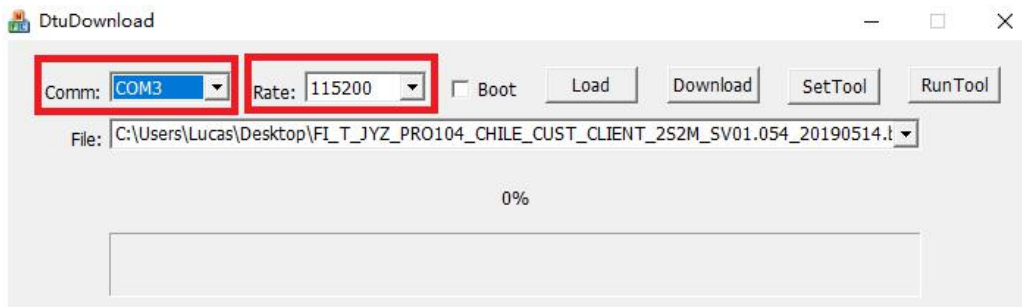 DtuDownload
Comm: COM3 Rate: 115200 Boot Load Download SetTool RunTool
File: C:\Users\Lucas\Desktop\FI_T_JYZ_PRO104_CHILE_CUST_CLIENT_2S2M_SV01.054_20190514.t
0%